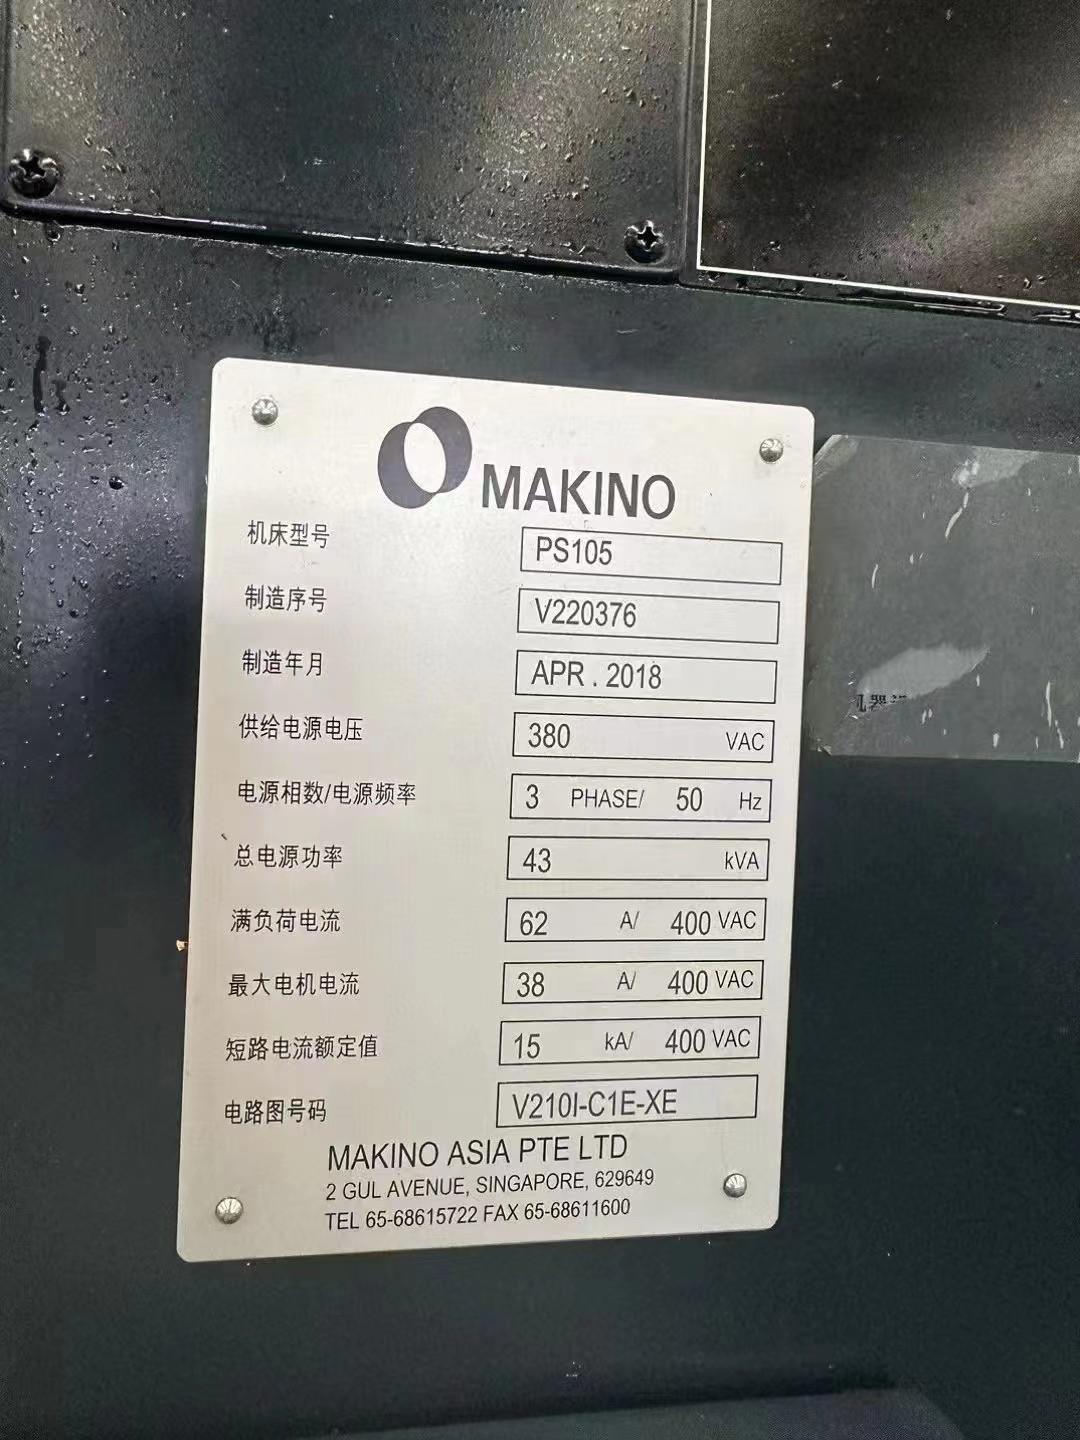 MAKINO
机床型号 PS105
制造序号 V220376
制造年月 APR . 2018
供给电源电压 380 VAC
电源相数/电源频率 3 PHASE/ 50 Hz
总电源功率 43 kVA
满负荷电流 62 A/ 400 VAC
最大电机电流 38 A/ 400 VAC
短路电流额定值 15 kA/ 400 VAC
电路图号码 V210I-C1E-XE
MAKINO ASIA PTE LTD
2 GUL AVENUE, SINGAPORE, 629649
TEL 65-68615722 FAX 65-68611600